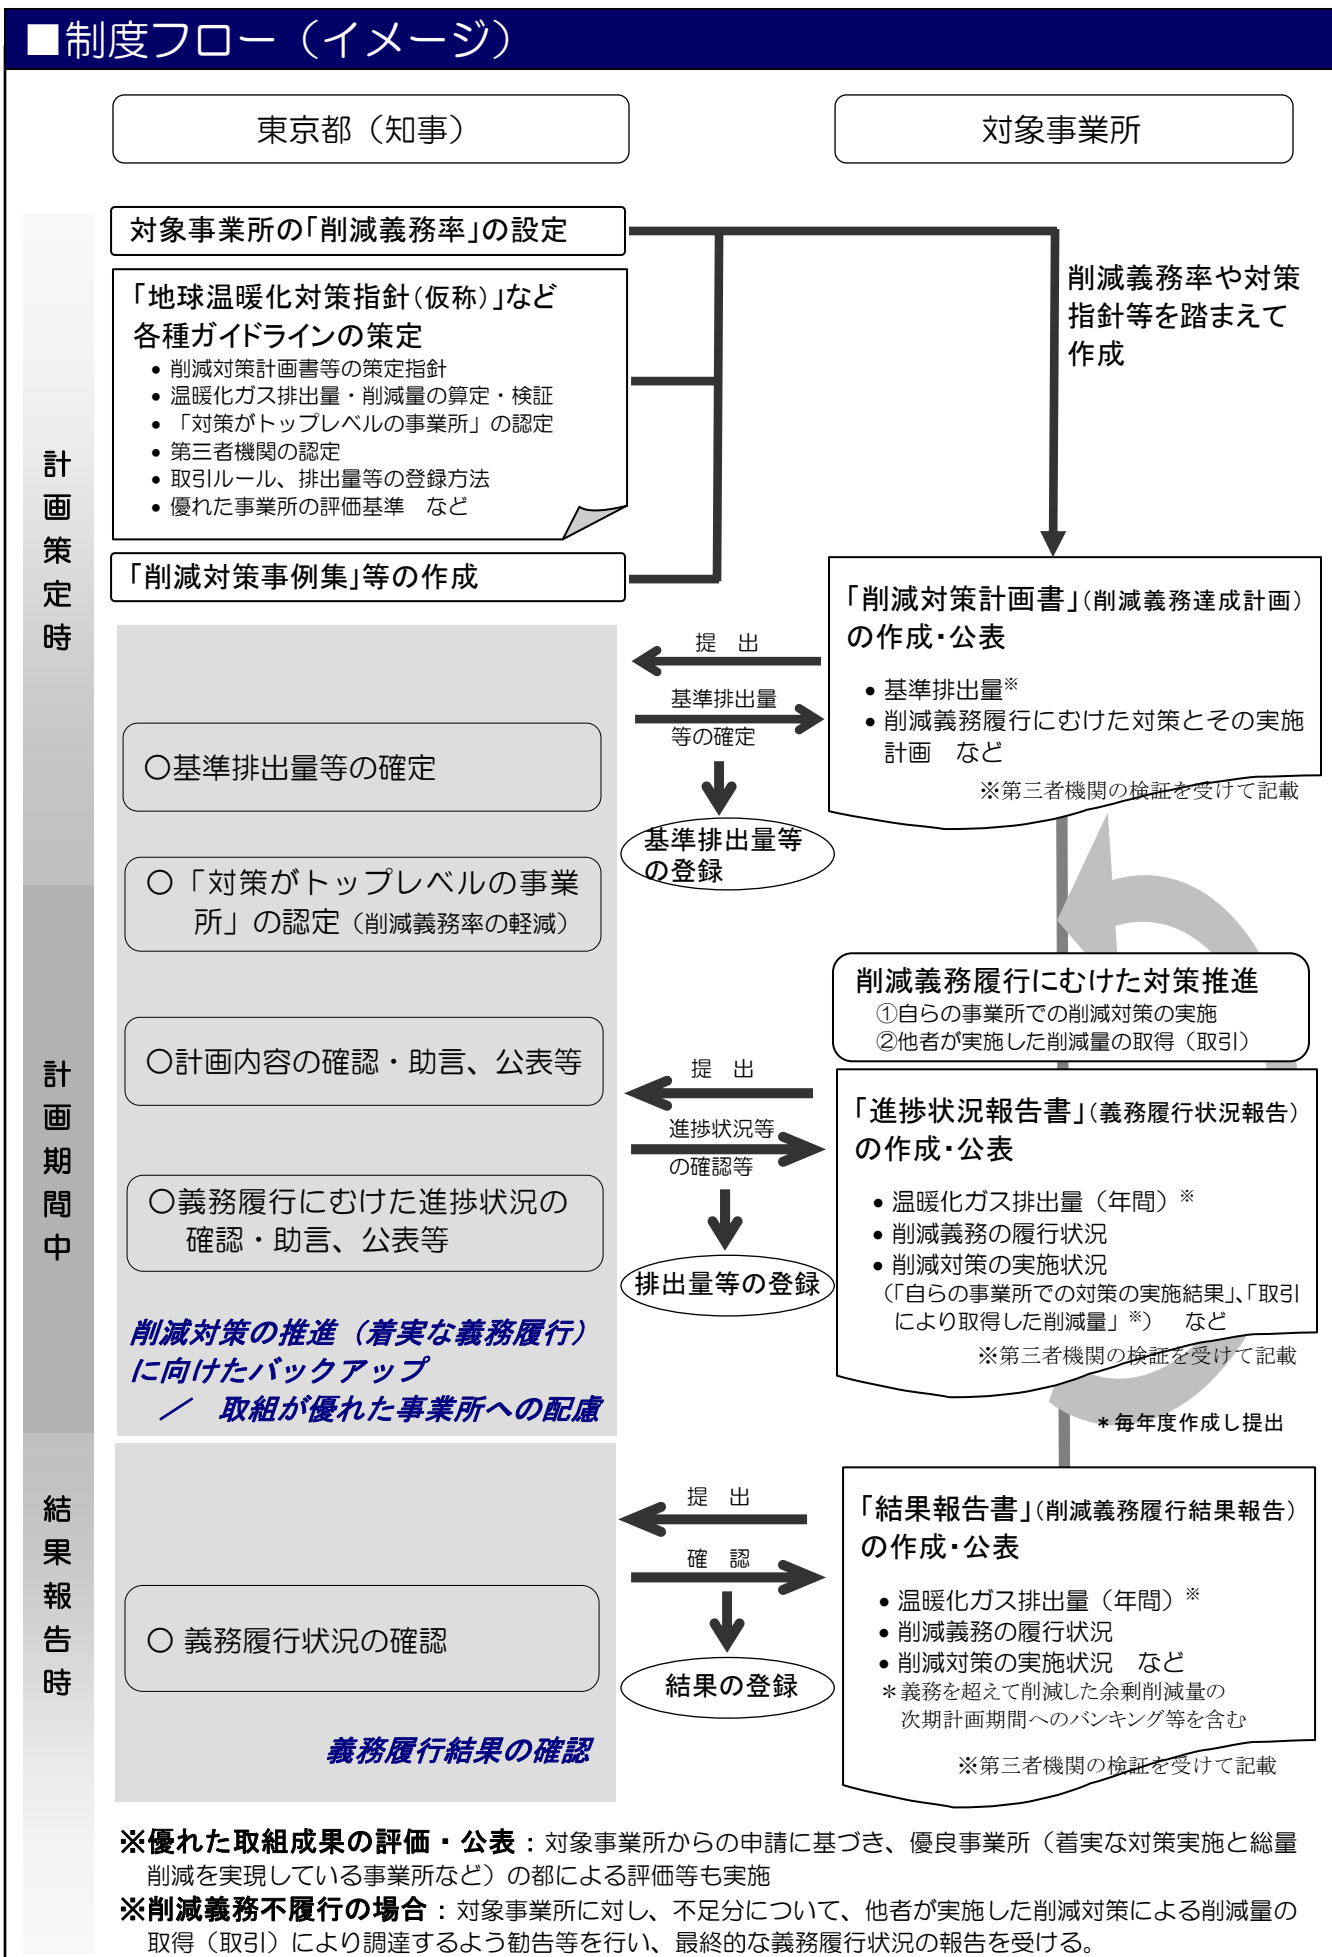 ■制度フロー（イメージ）
東京都（知事）
対象事業所
対象事業所の「削減義務率」の設定
「地球温暖化対策指針（仮称）」など
各種ガイドラインの策定
• 削減対策計画書等の策定指針
• 温暖化ガス排出量・削減量の算定・検証
• 「対策がトップレベルの事業所」の認定
• 第三者機関の認定
• 取引ルール、排出量等の登録方法
• 優れた事業所の評価基準　など
「削減対策事例集」等の作成
削減義務率や対策
指針等を踏まえて
作成
計画策定時
「削減対策計画書」（削減義務達成計画）
の作成・公表
• 基準排出量※
• 削減義務履行にむけた対策とその実施
計画　など
※第三者機関の検証を受けて記載
提　出
基準排出量
等の確定
基準排出量等
の登録
〇基準排出量等の確定
〇「対策がトップレベルの事業
所」の認定（削減義務率の軽減）
計画期間中
削減義務履行にむけた対策推進
①自らの事業所での削減対策の実施
②他者が実施した削減量の取得（取引）
〇計画内容の確認・助言、公表等
提　出
進捗状況等
の確認等
排出量等の登録
「進捗状況報告書」（義務履行状況報告）
の作成・公表
• 温暖化ガス排出量（年間）※
• 削減義務の履行状況
• 削減対策の実施状況
（「自らの事業所での対策の実施結果」、「取引
により取得した削減量」※）　など
※第三者機関の検証を受けて記載
＊毎年度作成し提出
〇義務履行にむけた進捗状況の
確認・助言、公表等
削減対策の推進（着実な義務履行）
に向けたバックアップ
／　取組が優れた事業所への配慮
結果報告時
提　出
確　認
結果の登録
「結果報告書」（削減義務履行結果報告）
の作成・公表
• 温暖化ガス排出量（年間）※
• 削減義務の履行状況
• 削減対策の実施状況　など
＊義務を超えて削減した余剰削減量の
次期計画期間へのバンキング等を含む
※第三者機関の検証を受けて記載
〇 義務履行状況の確認
義務履行結果の確認
※優れた取組成果の評価・公表：対象事業所からの申請に基づき、優良事業所（着実な対策実施と総量
削減を実現している事業所など）の都による評価等も実施
※削減義務不履行の場合：対象事業所に対し、不足分について、他者が実施した削減対策による削減量の
取得（取引）により調達するよう勧告等を行い、最終的な義務履行状況の報告を受ける。